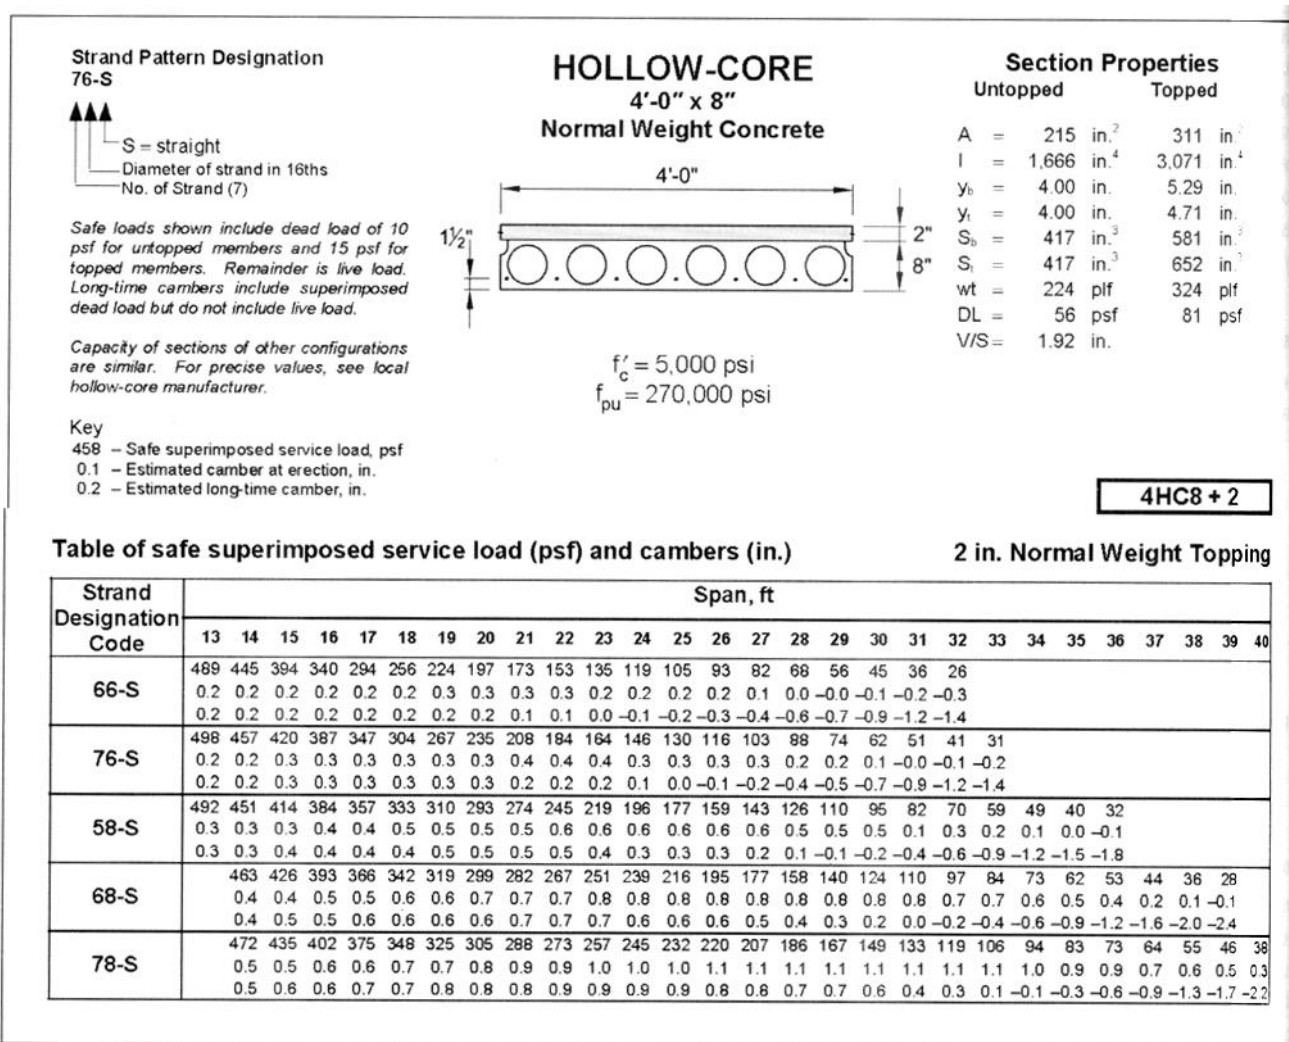 Strand Pattern Designation
76-S
S = straight
Diameter of strand in 16ths
No. of Strand (7)
Safe loads shown include dead load of 10
psf for untopped members and 15 psf for
topped members. Remainder is live load.
Long-time cambers include superimposed
dead load but do not include live load.
Capacity of sections of other configurations
are similar. For precise values, see local
hollow-core manufacturer.
Key
458 – Safe superimposed service load, psf
0.1 – Estimated camber at erection, in.
0.2 – Estimated long-time camber, in.
HOLLOW-CORE
4'-0" x 8"
Normal Weight Concrete
4'-0"
1½"
2"
8"
f'c = 5,000 psi
fpu = 270,000 psi
Section Properties
Untopped Topped
A = 215 in.² 311 in.²
I = 1,666 in.⁴ 3,071 in.⁴
yb = 4.00 in. 5.29 in.
yt = 4.00 in. 4.71 in.
Sb = 417 in.³ 581 in.³
St = 417 in.³ 652 in.³
wt = 224 plf 324 plf
DL = 56 psf 81 psf
V/S = 1.92 in.
4HC8 + 2
Table of safe superimposed service load (psf) and cambers (in.) 2 in. Normal Weight Topping
Strand
Designation
Code
Span, ft
13 14 15 16 17 18 19 20 21 22 23 24 25 26 27 28 29 30 31 32 33 34 35 36 37 38 39 40
66-S
489 445 394 340 294 256 224 197 173 153 135 119 105 93 82 68 56 45 36 26
0.2 0.2 0.2 0.2 0.2 0.2 0.3 0.3 0.3 0.3 0.2 0.2 0.2 0.2 0.1 0.0 –0.0 –0.1 –0.2 –0.3
0.2 0.2 0.2 0.2 0.2 0.2 0.2 0.2 0.1 0.1 0.0 –0.1 –0.2 –0.3 –0.4 –0.6 –0.7 –0.9 –1.2 –1.4
76-S
498 457 420 387 347 304 267 235 208 184 164 146 130 116 103 88 74 62 51 41 31
0.2 0.2 0.3 0.3 0.3 0.3 0.3 0.3 0.4 0.4 0.4 0.3 0.3 0.3 0.3 0.2 0.2 0.1 –0.0 –0.1 –0.2
0.2 0.2 0.3 0.3 0.3 0.3 0.3 0.3 0.2 0.2 0.2 0.1 0.0 –0.1 –0.2 –0.4 –0.5 –0.7 –0.9 –1.2 –1.4
58-S
492 451 414 384 357 333 310 293 274 245 219 196 177 159 143 126 110 95 82 70 59 49 40 32
0.3 0.3 0.3 0.4 0.4 0.5 0.5 0.5 0.5 0.6 0.6 0.6 0.6 0.6 0.6 0.5 0.5 0.5 0.1 0.3 0.2 0.1 0.0 –0.1
0.3 0.3 0.4 0.4 0.4 0.4 0.5 0.5 0.5 0.5 0.4 0.3 0.3 0.3 0.2 0.1 –0.1 –0.2 –0.4 –0.6 –0.9 –1.2 –1.5 –1.8
68-S
463 426 393 366 342 319 299 282 267 251 239 216 195 177 158 140 124 110 97 84 73 62 53 44 36 28
0.4 0.4 0.5 0.5 0.6 0.6 0.7 0.7 0.7 0.8 0.8 0.8 0.8 0.8 0.8 0.8 0.8 0.8 0.7 0.7 0.6 0.5 0.4 0.2 0.1 –0.1
0.4 0.5 0.5 0.6 0.6 0.6 0.6 0.7 0.7 0.7 0.6 0.6 0.6 0.5 0.4 0.3 0.2 0.0 –0.2 –0.4 –0.6 –0.9 –1.2 –1.6 –2.0 –2.4
78-S
472 435 402 375 348 325 305 288 273 257 245 232 220 207 186 167 149 133 119 106 94 83 73 64 55 46 38
0.5 0.5 0.6 0.6 0.7 0.7 0.8 0.9 0.9 1.0 1.0 1.0 1.1 1.1 1.1 1.1 1.1 1.1 1.1 1.1 1.0 0.9 0.9 0.7 0.6 0.5 0.3
0.5 0.6 0.6 0.7 0.7 0.8 0.8 0.8 0.9 0.9 0.9 0.9 0.8 0.8 0.7 0.7 0.6 0.4 0.3 0.1 –0.1 –0.3 –0.6 –0.9 –1.3 –1.7 –2.2